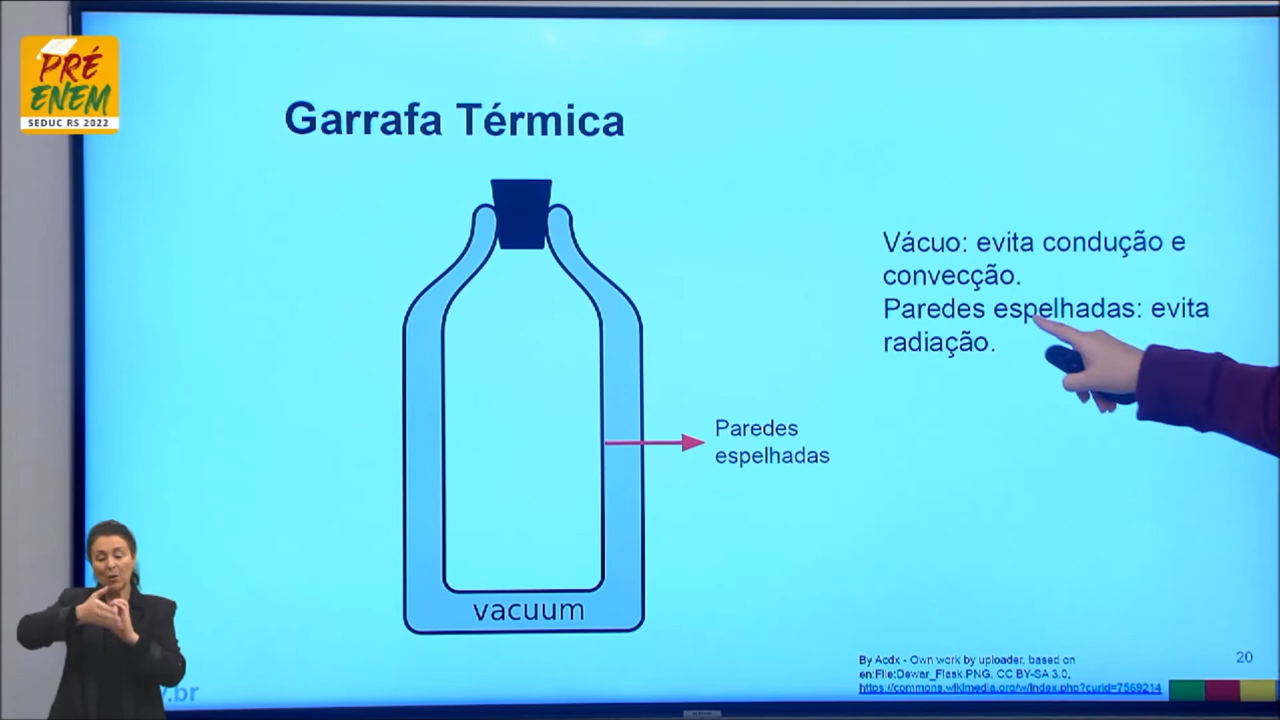 PRÉ
ENEM
SEDUC RS 2022
Garrafa Térmica
Vácuo: evita condução e
convecção.
Paredes espelhadas: evita
radiação.
Paredes
espelhadas
vacuum
By Acdx - Own work by uploader, based on
en:File:Dewar_Flask.PNG, CC BY-SA 3.0,
https://commons.wikimedia.org/w/index.php?curid=7569214
20
.br